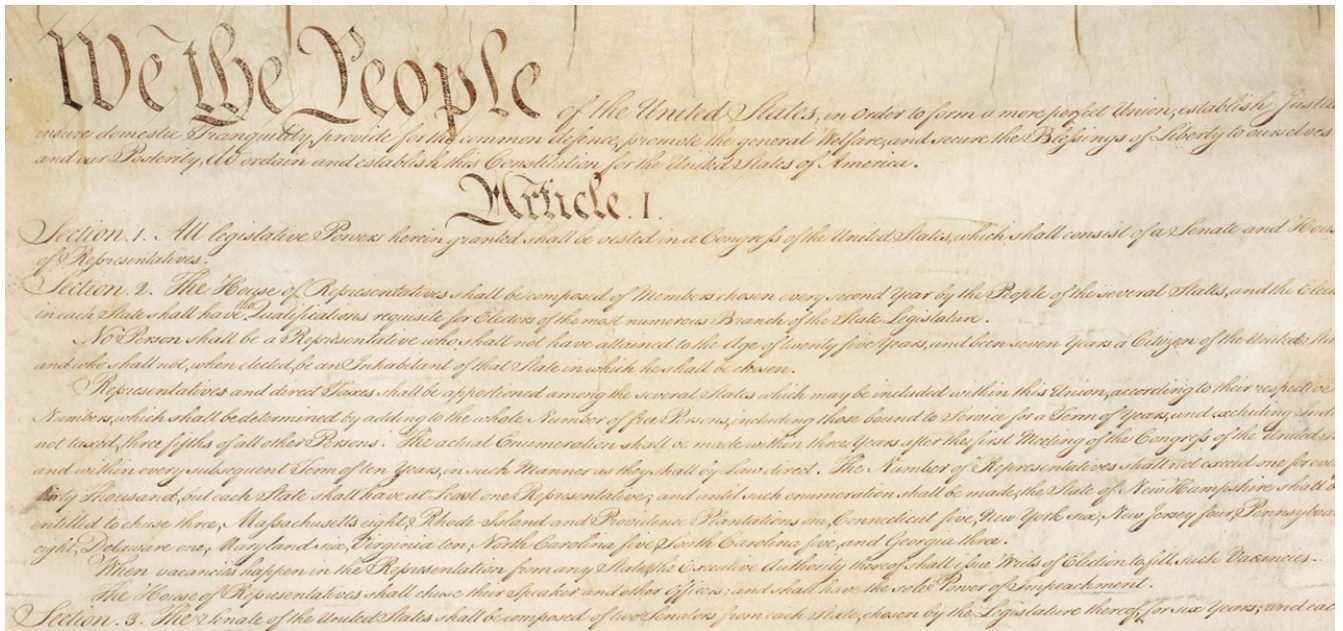 We the People of the United States, in Order to form a more perfect Union, establish Justice,
insure domestic Tranquility, provide for the common defence, promote the general Welfare, and secure the Blessings of Liberty to ourselves
and our Posterity, do ordain and establish this Constitution for the United States of America.
Article. I.
Section. 1. All legislative Powers herein granted shall be vested in a Congress of the United States, which shall consist of a Senate and House
of Representatives.
Section. 2. The House of Representatives shall be composed of Members chosen every second Year by the People of the several States, and the Elec
in each State shall have the Qualifications requisite for Electors of the most numerous Branch of the State Legislature.
No Person shall be a Representative who shall not have attained to the Age of twenty five Years, and been seven Years a Citizen of the United St
and who shall not, when elected, be an Inhabitant of that State in which he shall be chosen.
Representatives and direct Taxes shall be apportioned among the several States which may be included within this Union, according to their respective
Numbers, which shall be determined by adding to the whole Number of free Persons, including those bound to Service for a Term of Years, and excluding Ind
not taxed, three fifths of all other Persons. The actual Enumeration shall be made within three Years after the first Meeting of the Congress of the United
and within every subsequent Term of ten Years, in such Manner as they shall by Law direct. The Number of Representatives shall not exceed one for every
thirty Thousand, but each State shall have at Least one Representative; and until such enumeration shall be made, the State of New Hampshire shall be
entitled to chuse three, Massachusetts eight, Rhode Island and Providence Plantations one, Connecticut five, New York six, New Jersey four, Pennsylvan
eight, Delaware one, Maryland six, Virginia ten, North Carolina five, South Carolina five, and Georgia three.
When vacancies happen in the Representation from any State, the Executive Authority thereof shall issue Writs of Election to fill such Vacancies.
The House of Representatives shall chuse their Speaker and other Officers; and shall have the sole Power of Impeachment.
Section. 3. The Senate of the United States shall be composed of two Senators from each State, chosen by the Legislature thereof, for six Years; and each